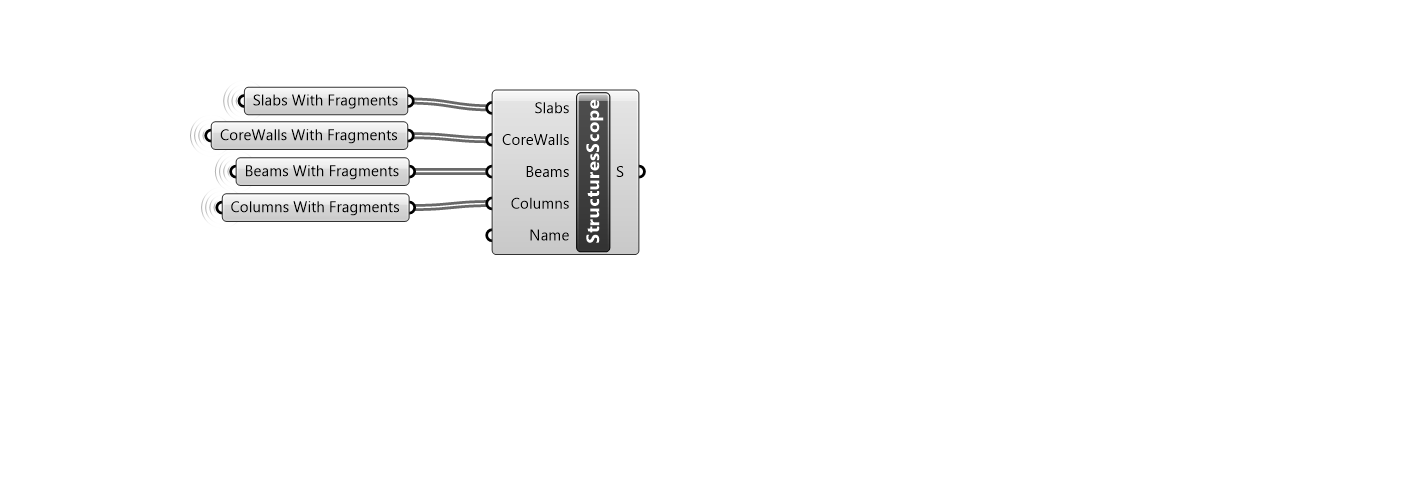 Slabs With Fragments
CoreWalls With Fragments
Beams With Fragments
Columns With Fragments
Slabs
CoreWalls
Beams
Columns
Name
StructuresScope
S